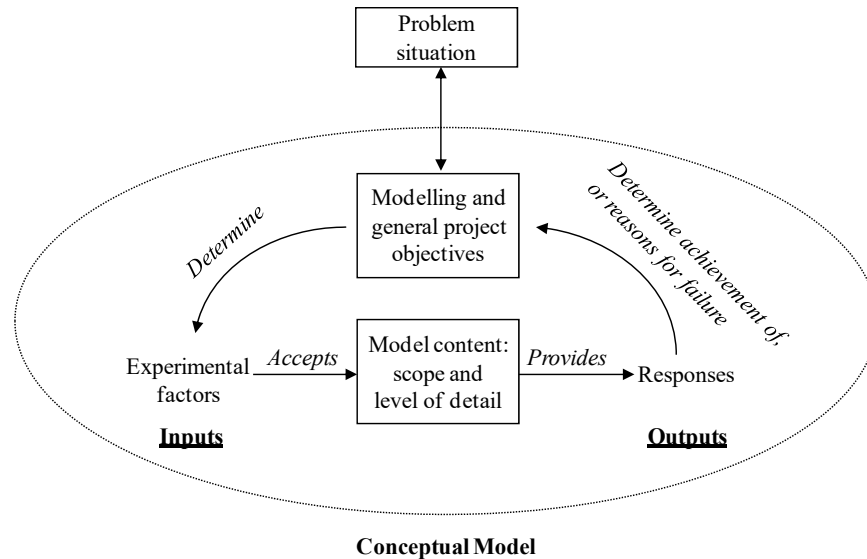 Problem
situation
Modelling and
general project
objectives
Determine
Determine achievement of,
or reasons for failure
Experimental
factors
Accepts
Model content:
scope and
level of detail
Provides
Responses
Inputs
Outputs
Conceptual Model